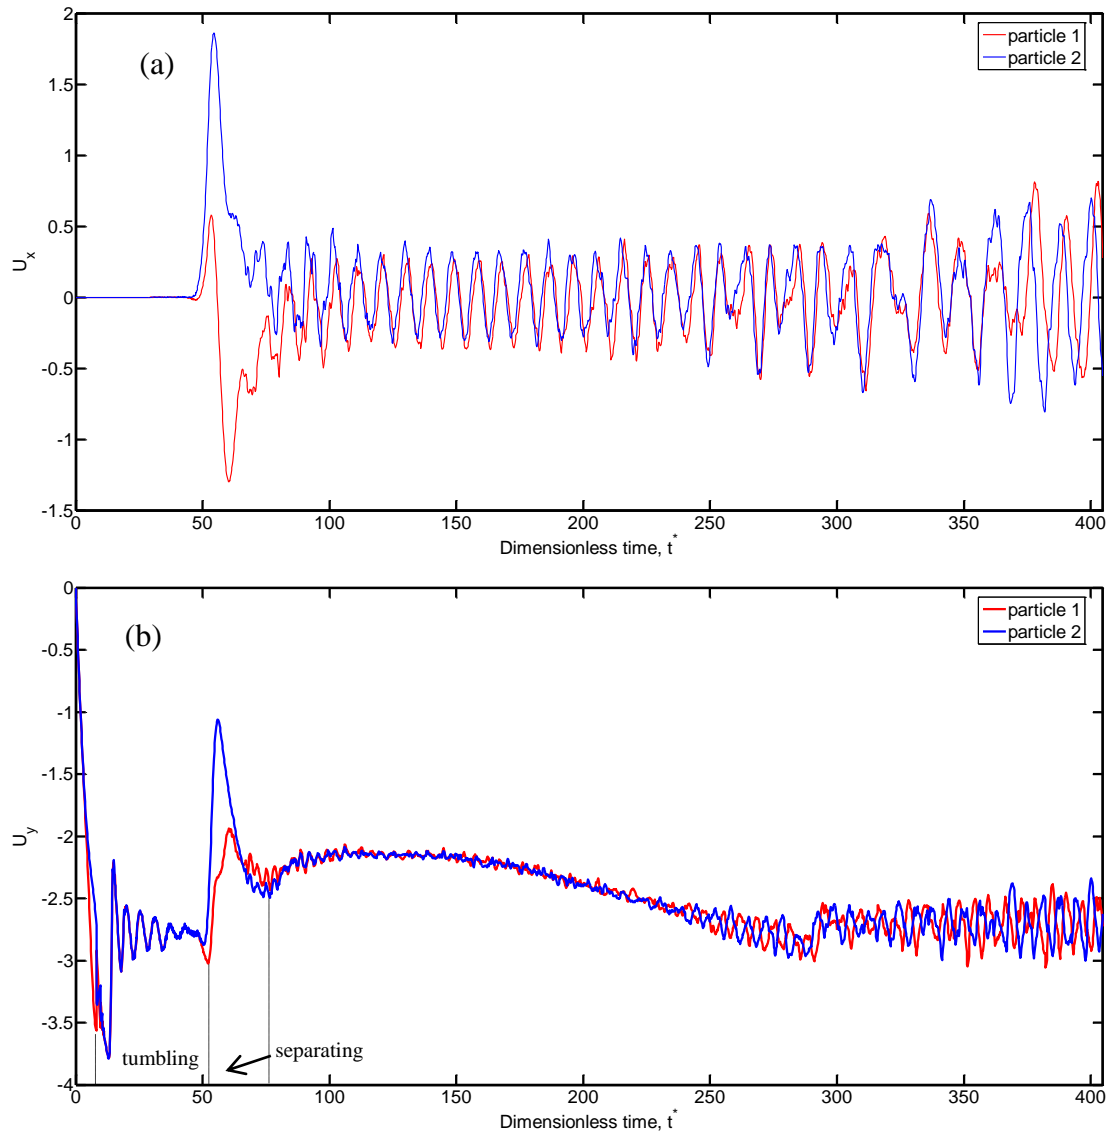 2
1.5
1
0.5
0
-0.5
-1
-1.5
U_x
(a)
particle 1
particle 2
0 50 100 150 200 250 300 350 400
Dimensionless time, t*
0
-0.5
-1
-1.5
-2
-2.5
-3
-3.5
-4
U_y
(b)
particle 1
particle 2
tumbling
separating
0 50 100 150 200 250 300 350 400
Dimensionless time, t*